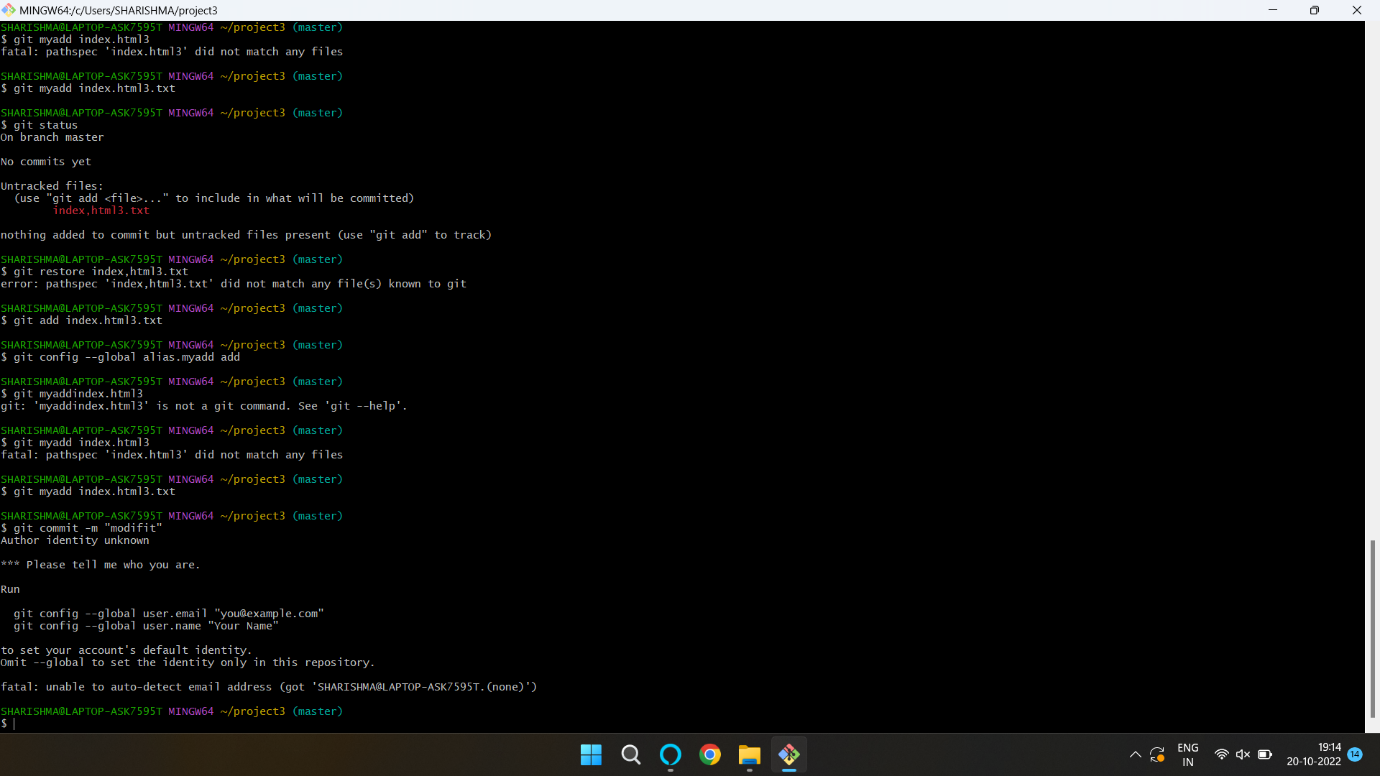 MINGW64:/c/Users/SHARISHMA/project3
SHARISHMA@LAPTOP-ASK7595T MINGW64 ~/project3 (master)
$ git myadd index.html3
fatal: pathspec 'index.html3' did not match any files
SHARISHMA@LAPTOP-ASK7595T MINGW64 ~/project3 (master)
$ git myadd index.html3.txt
SHARISHMA@LAPTOP-ASK7595T MINGW64 ~/project3 (master)
$ git status
On branch master
No commits yet
Untracked files:
(use "git add <file>..." to include in what will be committed)
index,html3.txt
nothing added to commit but untracked files present (use "git add" to track)
SHARISHMA@LAPTOP-ASK7595T MINGW64 ~/project3 (master)
$ git restore index,html3.txt
error: pathspec 'index,html3.txt' did not match any file(s) known to git
SHARISHMA@LAPTOP-ASK7595T MINGW64 ~/project3 (master)
$ git add index.html3.txt
SHARISHMA@LAPTOP-ASK7595T MINGW64 ~/project3 (master)
$ git config --global alias.myadd add
SHARISHMA@LAPTOP-ASK7595T MINGW64 ~/project3 (master)
$ git myaddindex.html3
git: 'myaddindex.html3' is not a git command. See 'git --help'.
SHARISHMA@LAPTOP-ASK7595T MINGW64 ~/project3 (master)
$ git myadd index.html3
fatal: pathspec 'index.html3' did not match any files
SHARISHMA@LAPTOP-ASK7595T MINGW64 ~/project3 (master)
$ git myadd index.html3.txt
SHARISHMA@LAPTOP-ASK7595T MINGW64 ~/project3 (master)
$ git commit -m "modifit"
Author identity unknown
*** Please tell me who you are.
Run
git config --global user.email "you@example.com"
git config --global user.name "Your Name"
to set your account's default identity.
Omit --global to set the identity only in this repository.
fatal: unable to auto-detect email address (got 'SHARISHMA@LAPTOP-ASK7595T.(none)')
SHARISHMA@LAPTOP-ASK7595T MINGW64 ~/project3 (master)
$
ENG
IN
19:14
20-10-2022
14